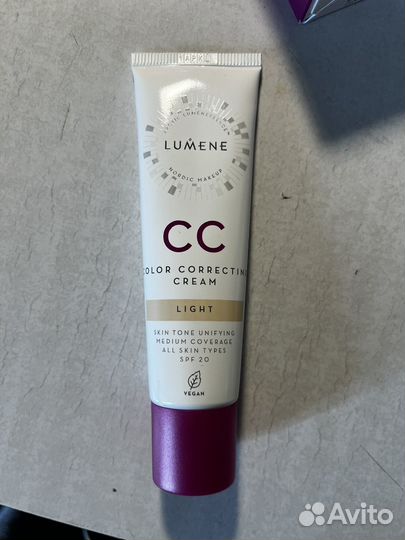 LUMENE
NORDIC MAKEUP
CC
COLOR CORRECTING
CREAM
LIGHT
SKIN TONE UNIFYING
MEDIUM COVERAGE
ALL SKIN TYPES
SPF 20
VEGAN
Avito